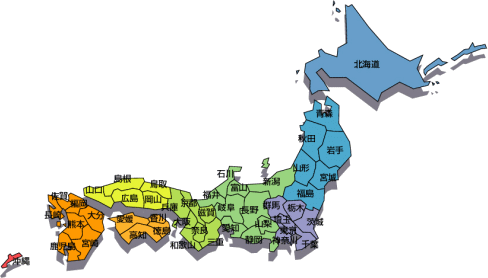 北海道
青森
秋田
岩手
山形
宮城
福島
新潟
石川
富山
福井
岐阜
長野
群馬
栃木
茨城
埼玉
東京
千葉
神奈川
山梨
静岡
愛知
三重
滋賀
京都
兵庫
大阪
奈良
和歌山
鳥取
島根
岡山
広島
山口
香川
徳島
愛媛
高知
福岡
佐賀
長崎
大分
熊本
宮崎
鹿児島
沖縄